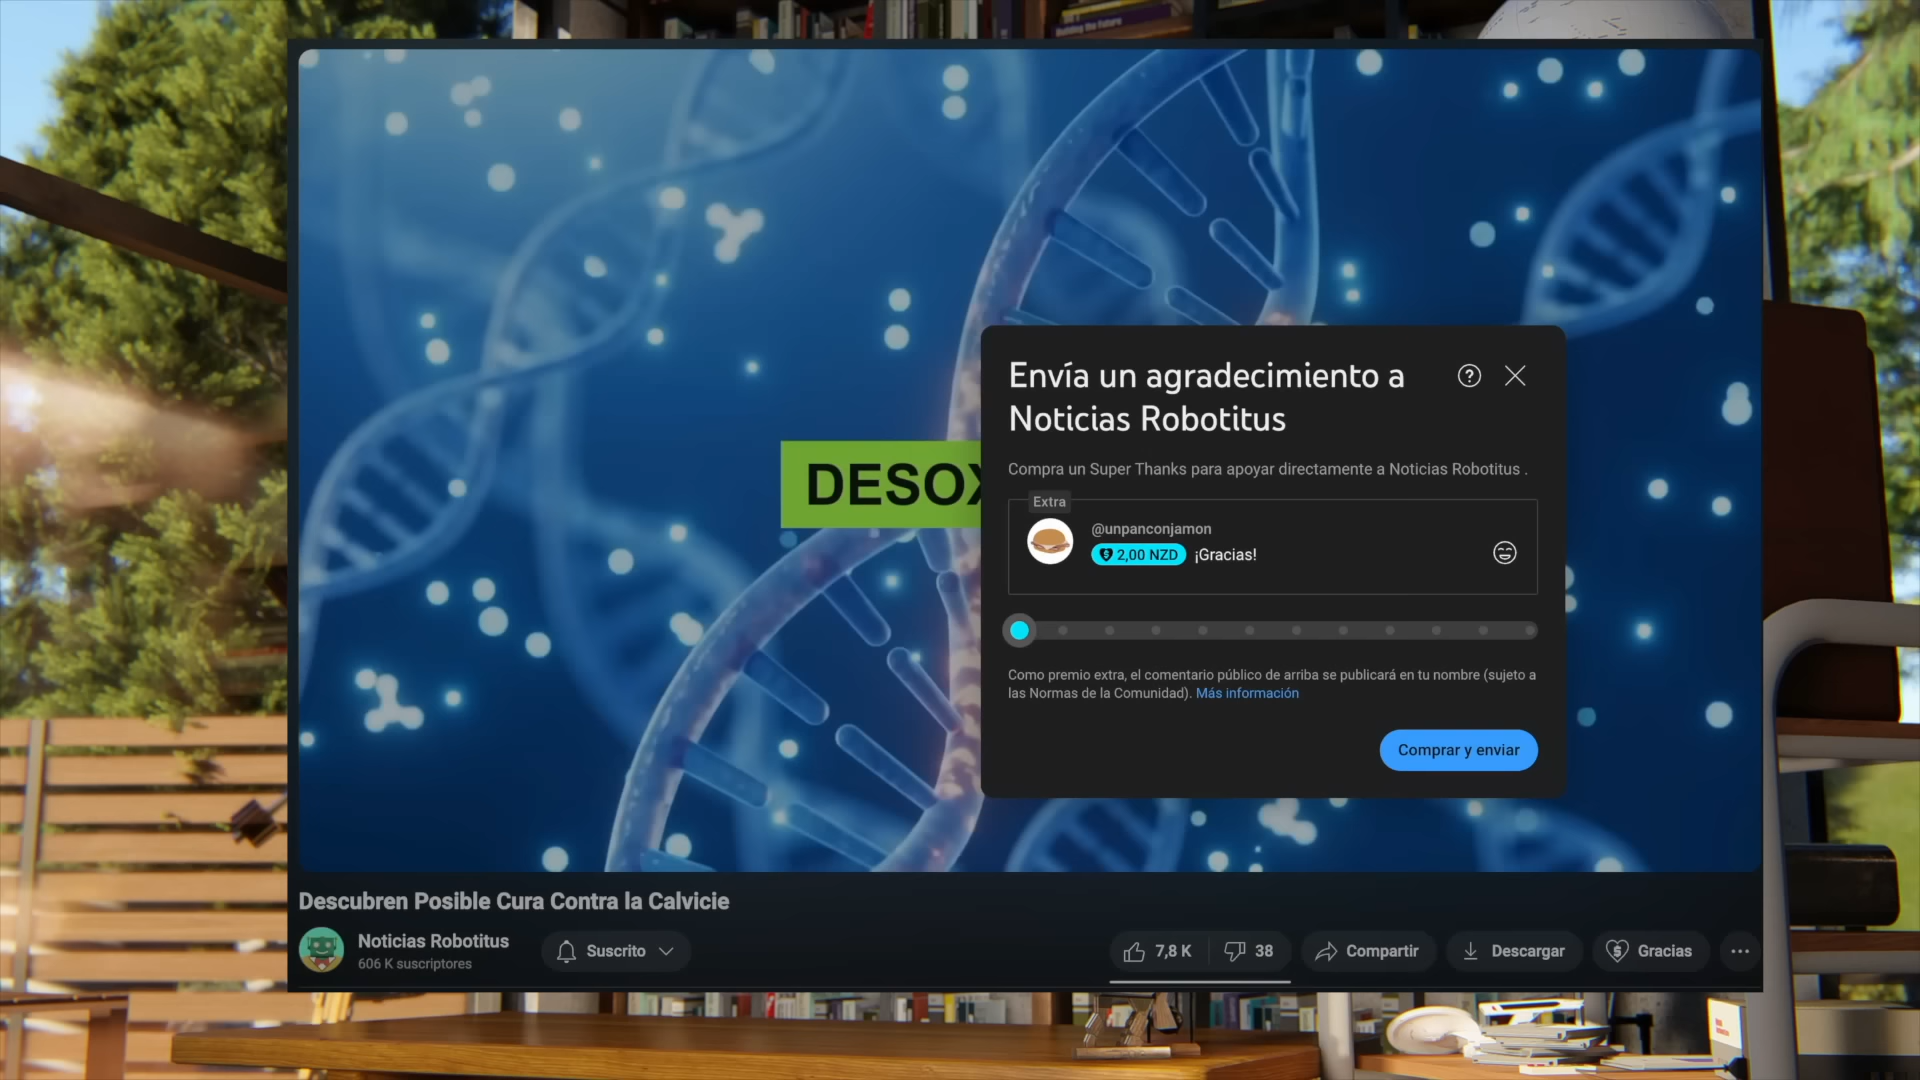 Building the Future
DESOX
Envía un agradecimiento a
Noticias Robotitus
Compra un Super Thanks para apoyar directamente a Noticias Robotitus .
Extra
@unpanconjamon
2,00 NZD ¡Gracias!
Como premio extra, el comentario público de arriba se publicará en tu nombre (sujeto a
las Normas de la Comunidad). Más información
Comprar y enviar
Descubren Posible Cura Contra la Calvicie
Noticias Robotitus
606 K suscriptores
Suscrito
7,8 K
38
Compartir
Descargar
Gracias